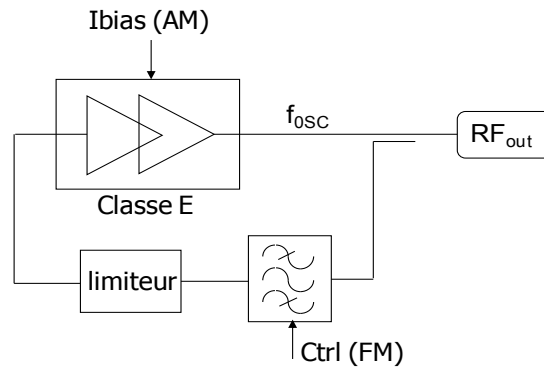 Ibias (AM)
f0SC
RFout
Classe E
limiteur
Ctrl (FM)